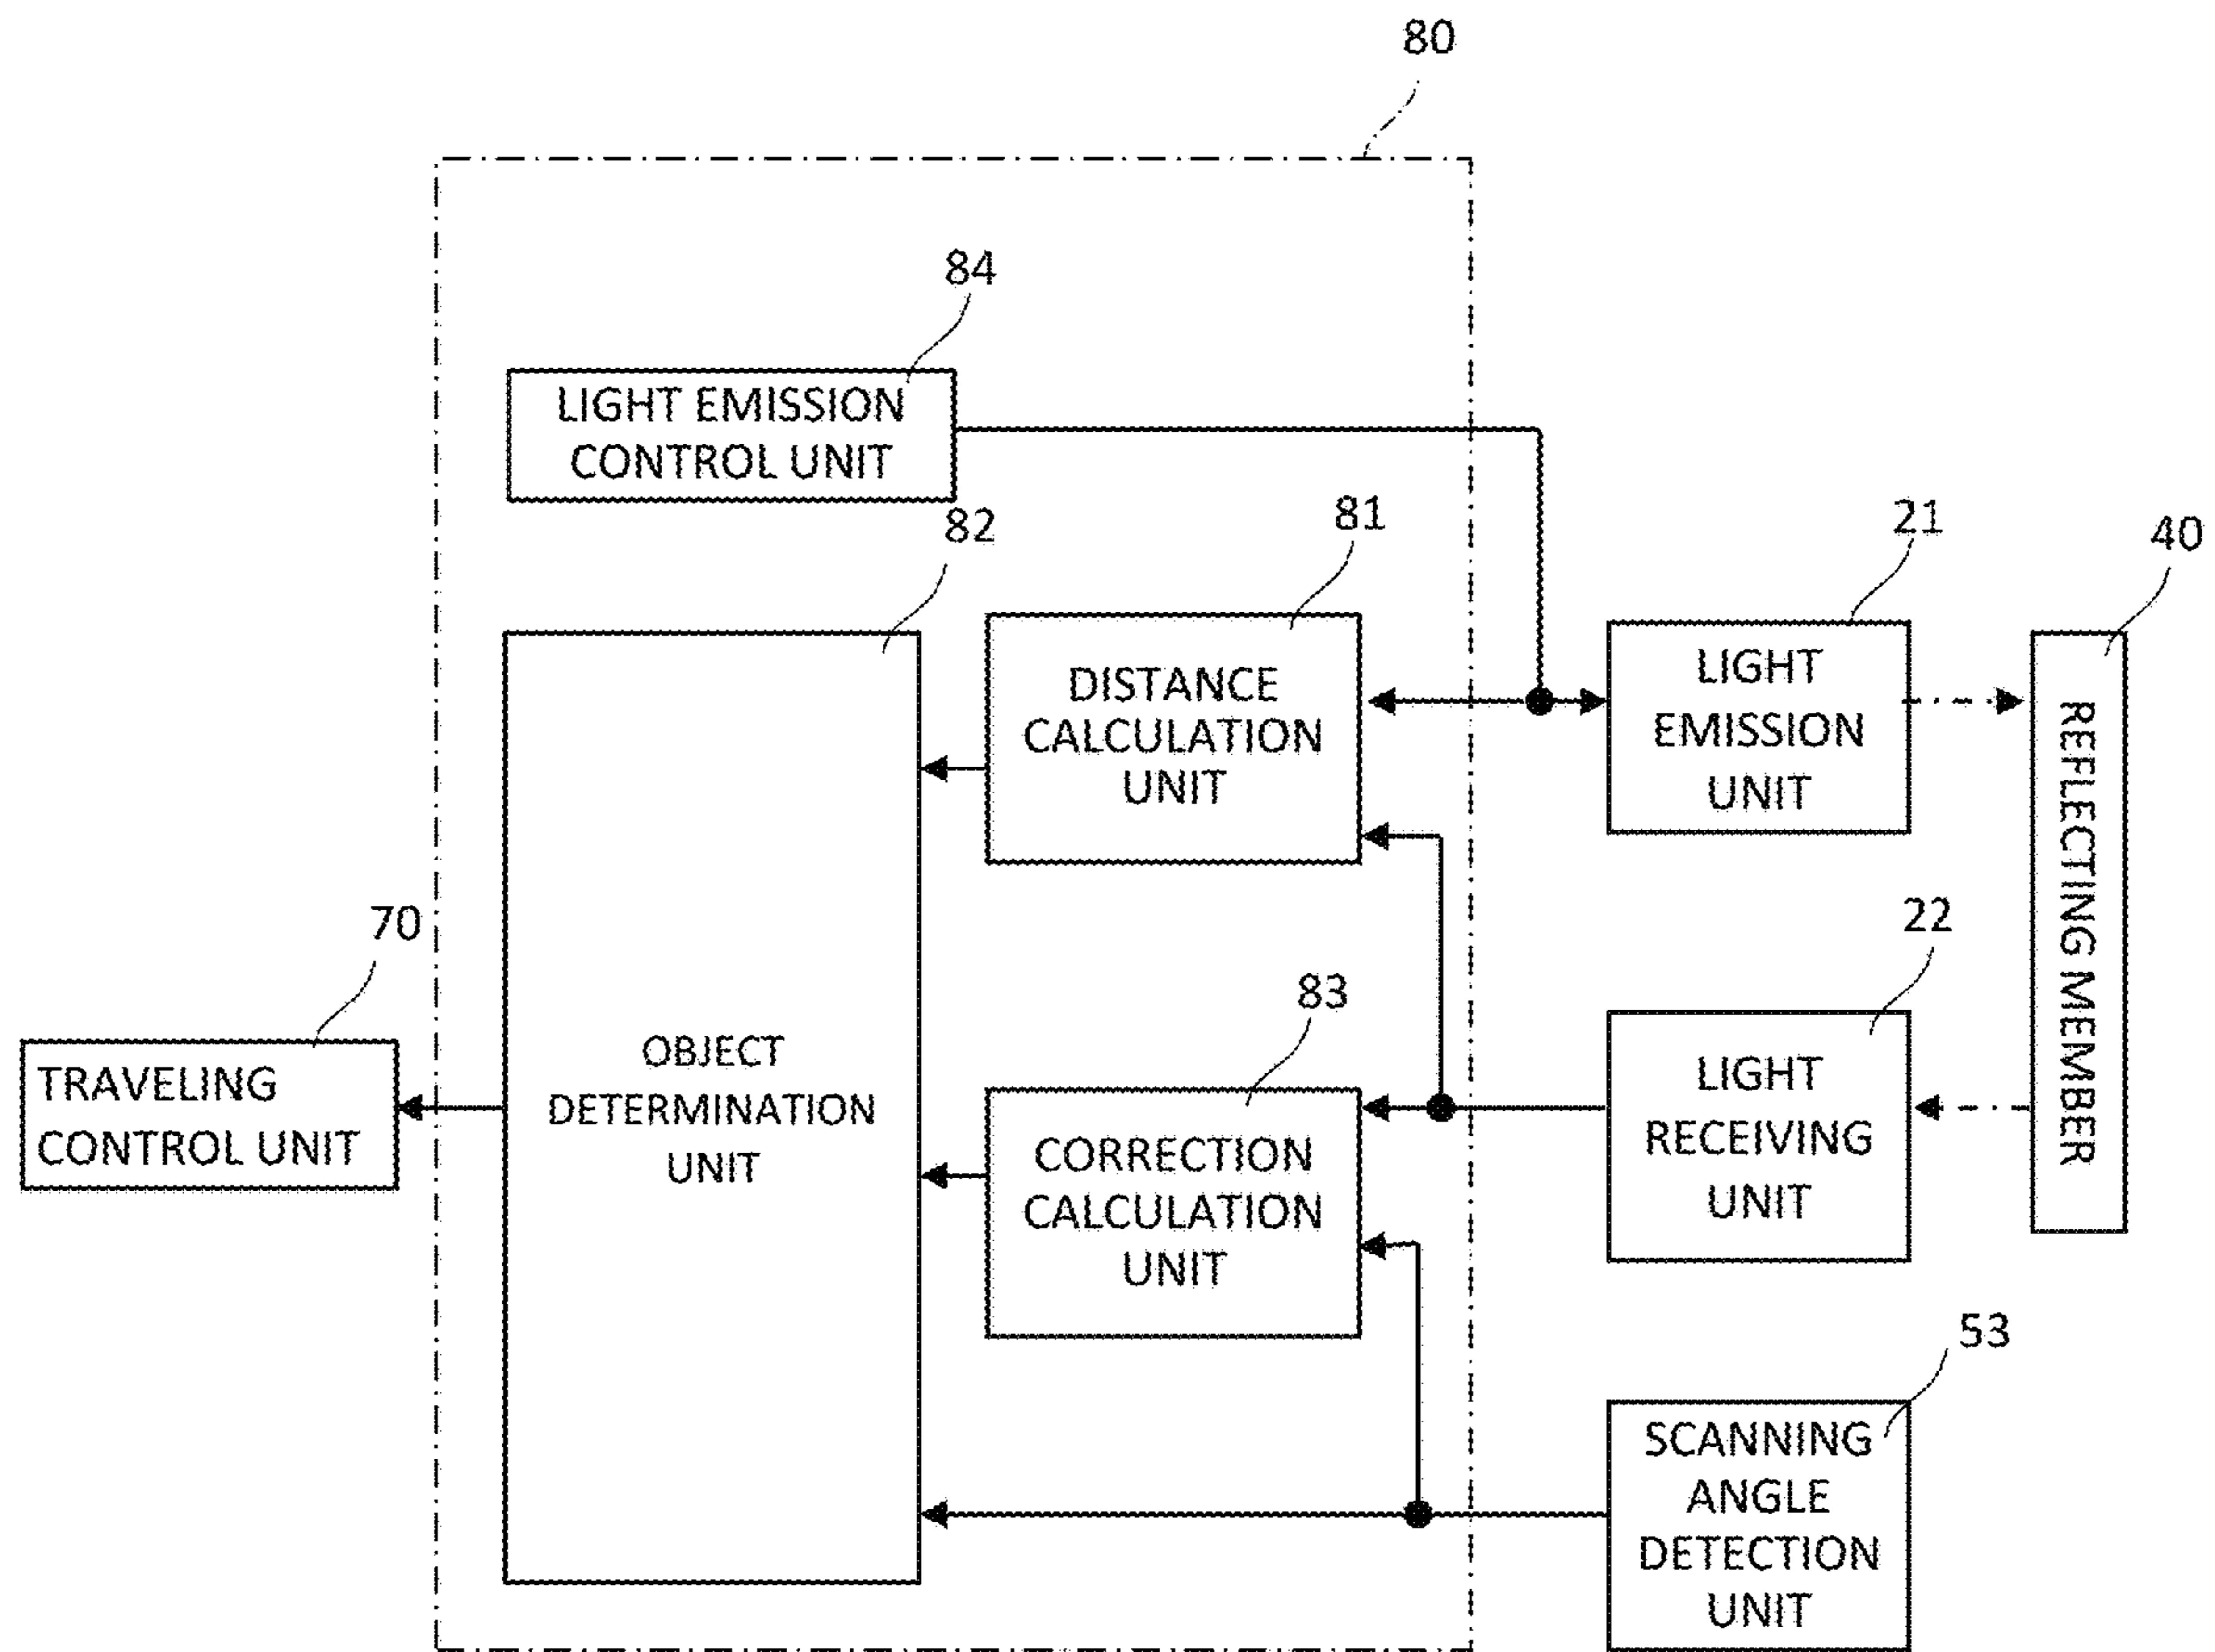 80
84
LIGHT EMISSION
CONTROL UNIT
82
81
21
40
DISTANCE
CALCULATION
UNIT
LIGHT
EMISSION
UNIT
REFLECTING MEMBER
70
22
83
TRAVELING
CONTROL UNIT
OBJECT
DETERMINATION
UNIT
CORRECTION
CALCULATION
UNIT
LIGHT
RECEIVING
UNIT
53
SCANNING
ANGLE
DETECTION
UNIT